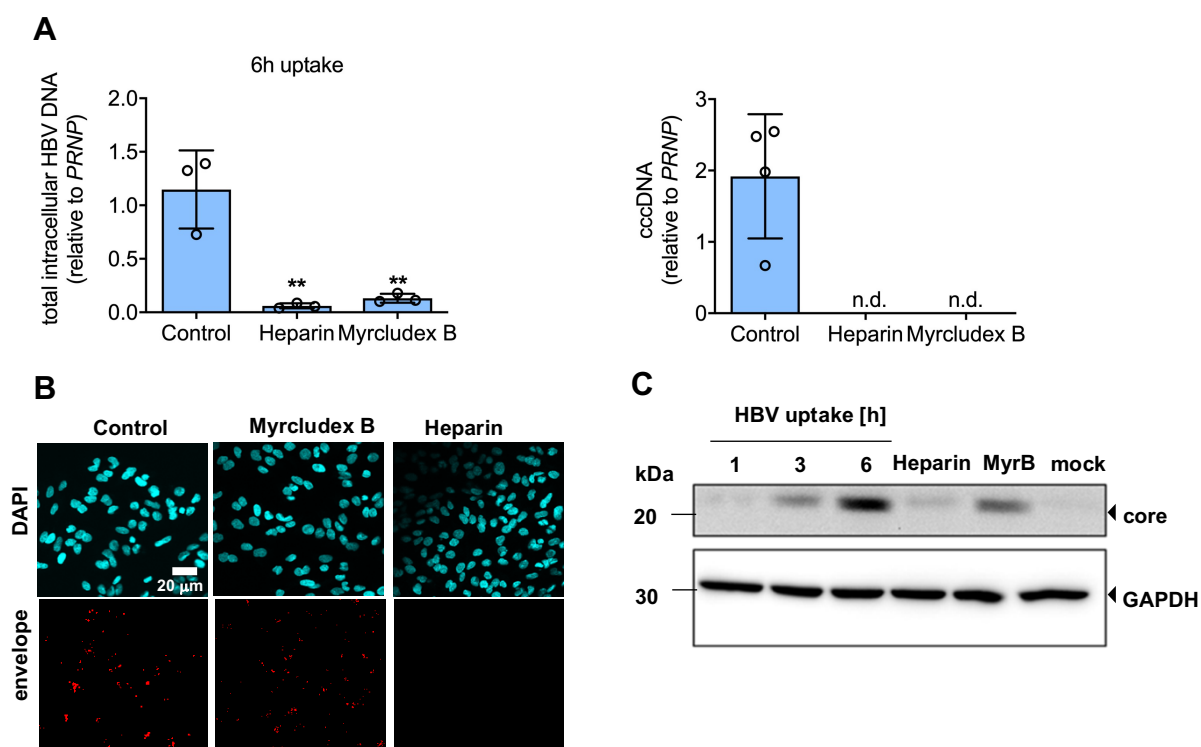 A
6h uptake
total intracellular HBV DNA
(relative to PRNP)
2.0
1.5
1.0
0.5
0.0
**
**
Control
Heparin
Myrcludex B
cccDNA
(relative to PRNP)
3
2
1
0
n.d.
n.d.
Control
Heparin
Myrcludex B
B
Control
Myrcludex B
Heparin
DAPI
20 μm
envelope
C
HBV uptake [h]
kDa
1
3
6
Heparin
MyrB
mock
20
core
30
GAPDH